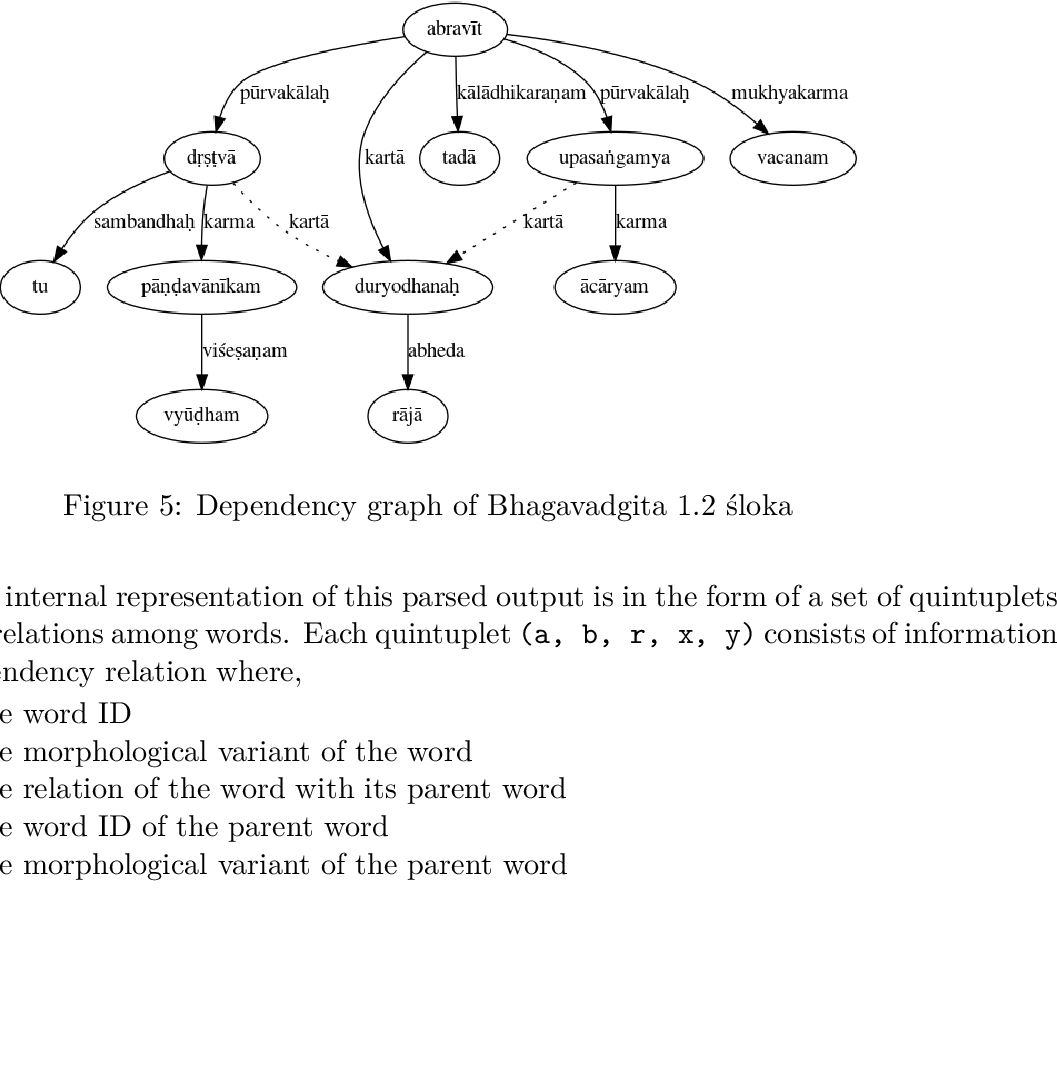 abravīt
pūrvakālaḥ
kālādhikaraṇam
pūrvakālaḥ
mukhyakarma
dṛṣṭvā
kartā
tadā
upasaṅgamya
vacanam
sambandhaḥ
karma
kartā
kartā
karma
tu
pāṇḍavānīkam
duryodhanaḥ
ācāryam
viśeṣaṇam
abheda
vyūḍham
rājā
Figure 5: Dependency graph of Bhagavadgita 1.2 śloka
internal representation of this parsed output is in the form of a set of quintuplets
relations among words. Each quintuplet (a, b, r, x, y) consists of information
endency relation where,
e word ID
e morphological variant of the word
e relation of the word with its parent word
e word ID of the parent word
e morphological variant of the parent word